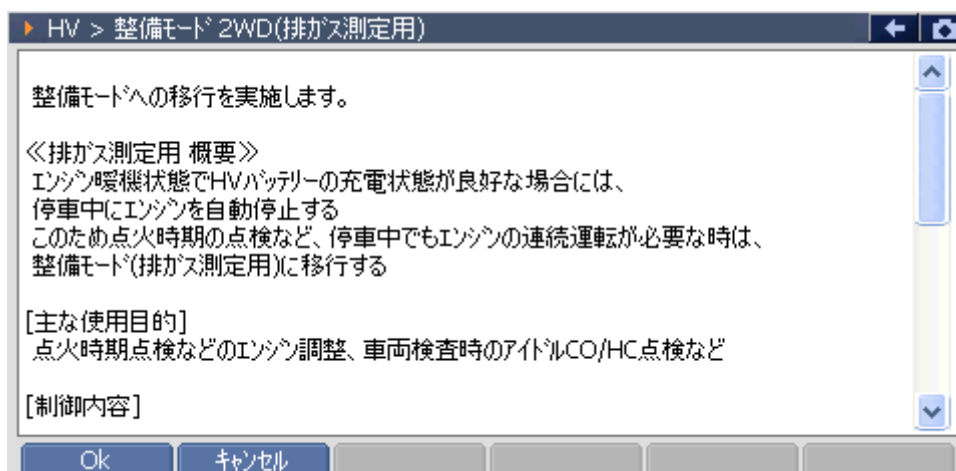 HV > 整備ﾓｰﾄﾞ 2WD(排ｶﾞｽ測定用)
整備ﾓｰﾄﾞへの移行を実施します。
≪排ｶﾞｽ測定用 概要≫
ｴﾝｼﾞﾝ暖機状態でHVﾊﾞｯﾃﾘｰの充電状態が良好な場合には、
停車中にｴﾝｼﾞﾝを自動停止する
このため点火時期の点検など、停車中でもｴﾝｼﾞﾝの連続運転が必要な時は、
整備ﾓｰﾄﾞ(排ｶﾞｽ測定用)に移行する
[主な使用目的]
点火時期点検などのｴﾝｼﾞﾝ調整、車両検査時のｱｲﾄﾞﾙCO/HC点検など
[制御内容]
Ok ｷｬﾝｾﾙ